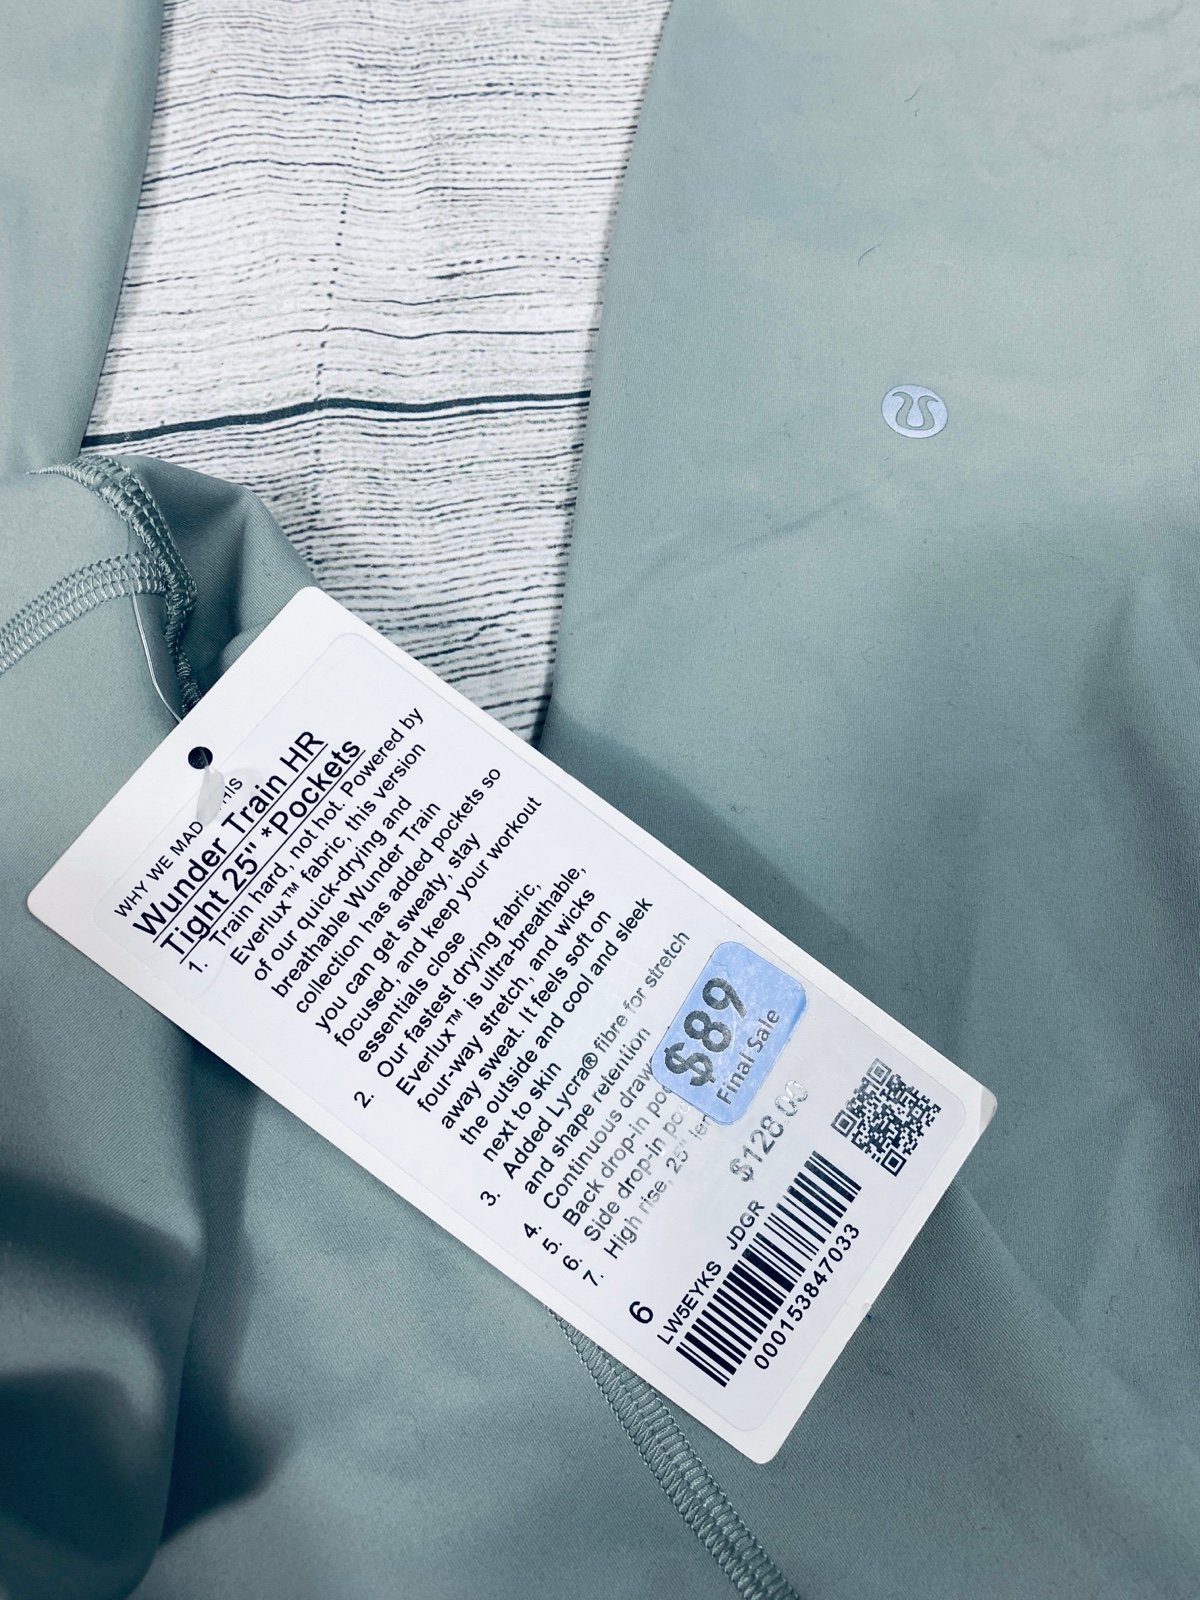 WHY WE MAD THIS
Wunder Train HR
Tight 25" *Pockets
1. Train hard, not hot. Powered by
Everlux™ fabric, this version
of our quick-drying and
breathable Wunder Train
collection has added pockets so
you can get sweaty, stay
focused, and keep your workout
essentials close
2. Our fastest drying fabric,
Everlux™ is ultra-breathable,
four-way stretch, and wicks
away sweat. It feels soft on
the outside and cool and sleek
next to skin
3. Added Lycra® fibre for stretch
and shape retention
4. Continuous draw
5. Back drop-in poc
6. Side drop-in poc
7. High rise, 25" len
$89
Final Sale
$128.00
6
LW5EYKS JDGR
000153847033